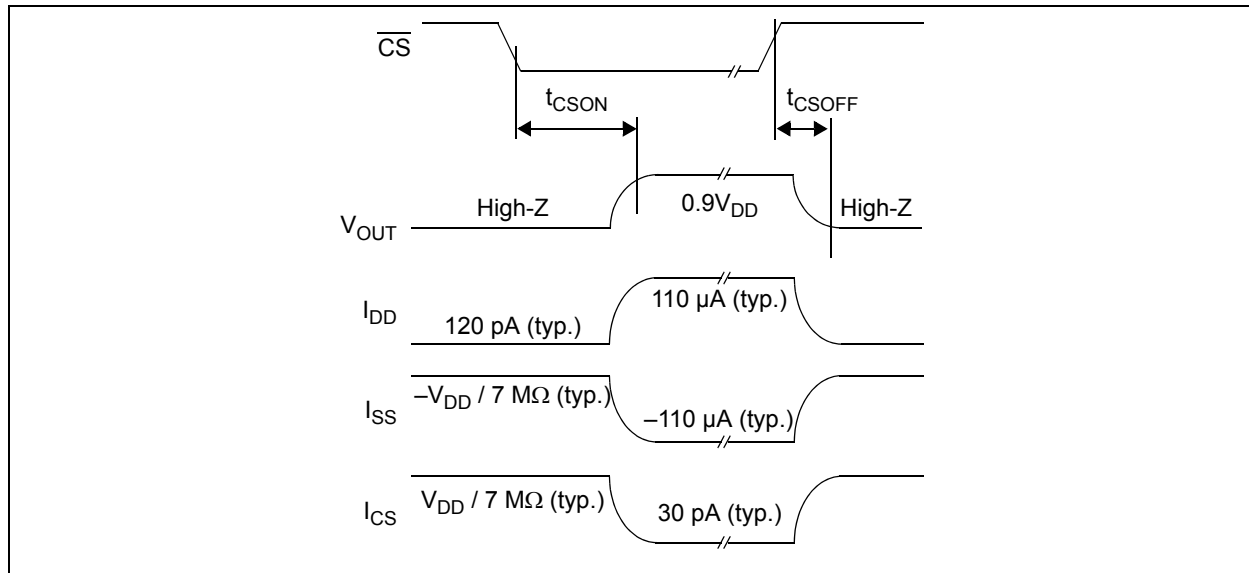 C̅S̅
tCSON
tCSOFF
VOUT
High-Z
0.9VDD
High-Z
IDD
120 pA (typ.)
110 µA (typ.)
ISS
–VDD / 7 MΩ (typ.)
–110 µA (typ.)
ICS
VDD / 7 MΩ (typ.)
30 pA (typ.)